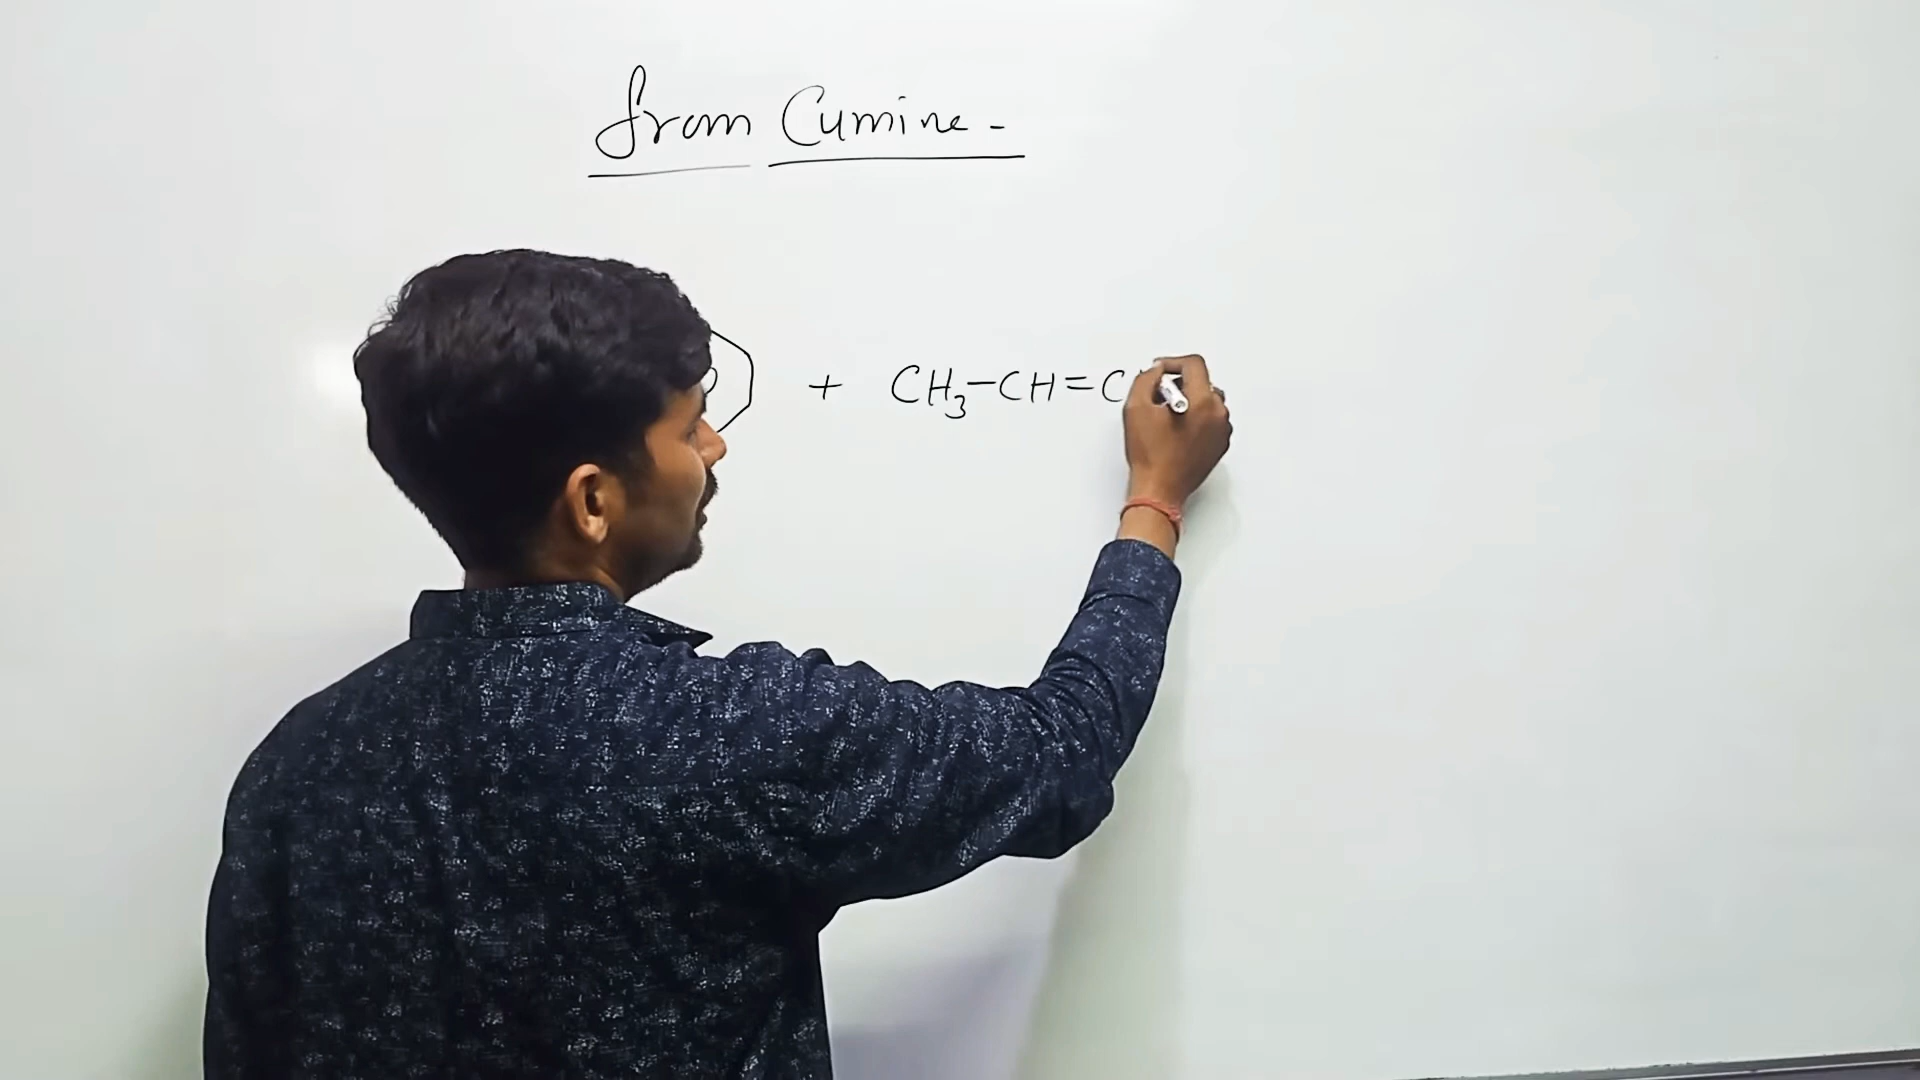 from Cumine -
+ CH₃-CH=C